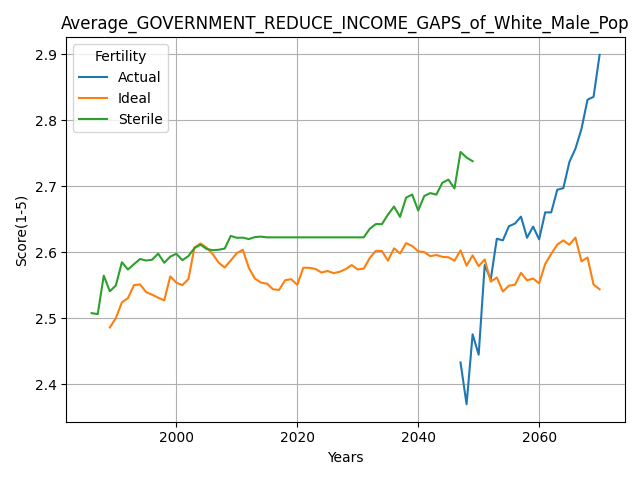 Average_GOVERNMENT_REDUCE_INCOME_GAPS_of_White_Male_Pop
Fertility
Actual
Ideal
Sterile
Score(1-5)
2.9
2.8
2.7
2.6
2.5
2.4
2000 2020 2040 2060
Years